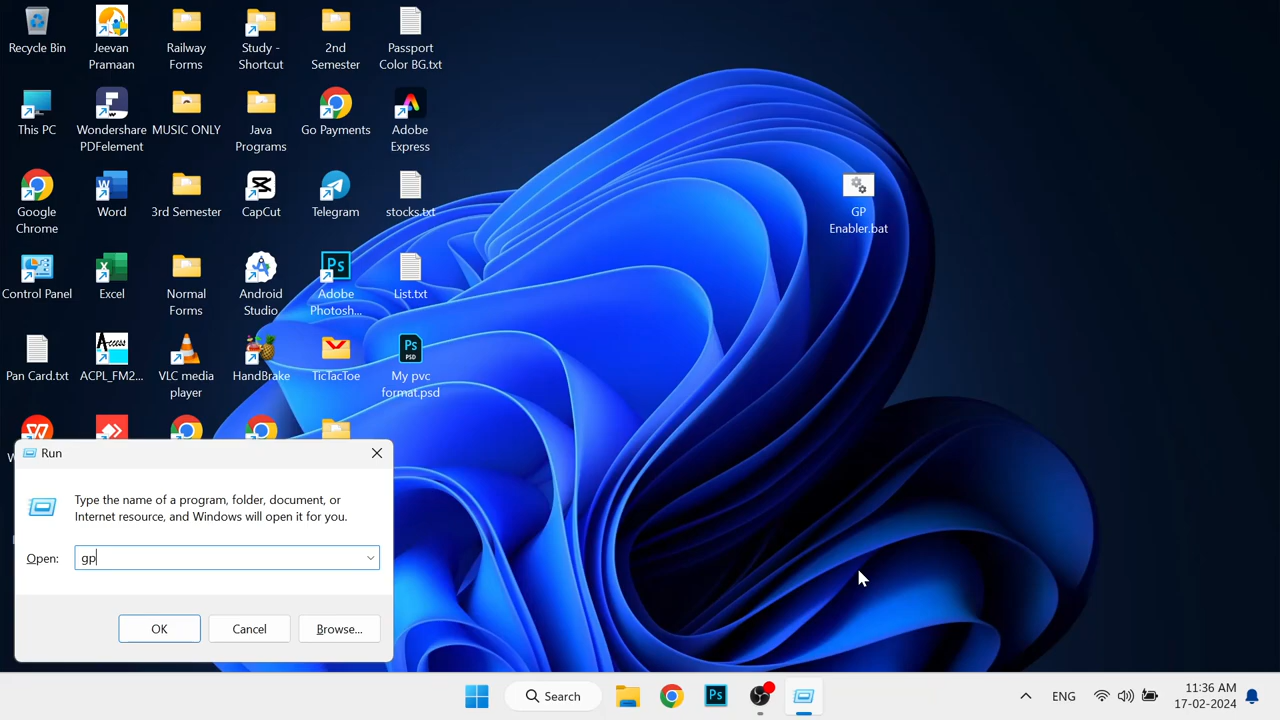 Recycle Bin
Jeevan
Pramaan
Railway
Forms
Study -
Shortcut
2nd
Semester
Passport
Color BG.txt
This PC
Wondershare
PDFelement
MUSIC ONLY
Java
Programs
Go Payments
Adobe
Express
Google
Chrome
Word
3rd Semester
CapCut
Telegram
stocks.txt
GP
Enabler.bat
Control Panel
Excel
Normal
Forms
Android
Studio
Adobe
Photosh...
List.txt
Pan Card.txt
ACPL_FM2...
VLC media
player
HandBrake
TicTacToe
My pvc
format.psd
Run
Type the name of a program, folder, document, or
Internet resource, and Windows will open it for you.
Open:
gp
OK
Cancel
Browse...
Search
Ps
ENG
11:36 AM
17-02-2024